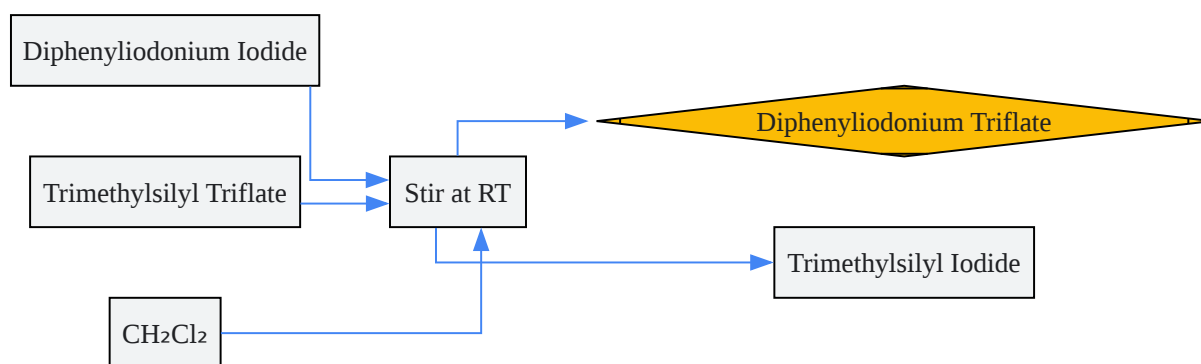 Diphenyliodonium Iodide
Diphenyliodonium Triflate
Trimethylsilyl Triflate
Stir at RT
Trimethylsilyl Iodide
CH₂Cl₂